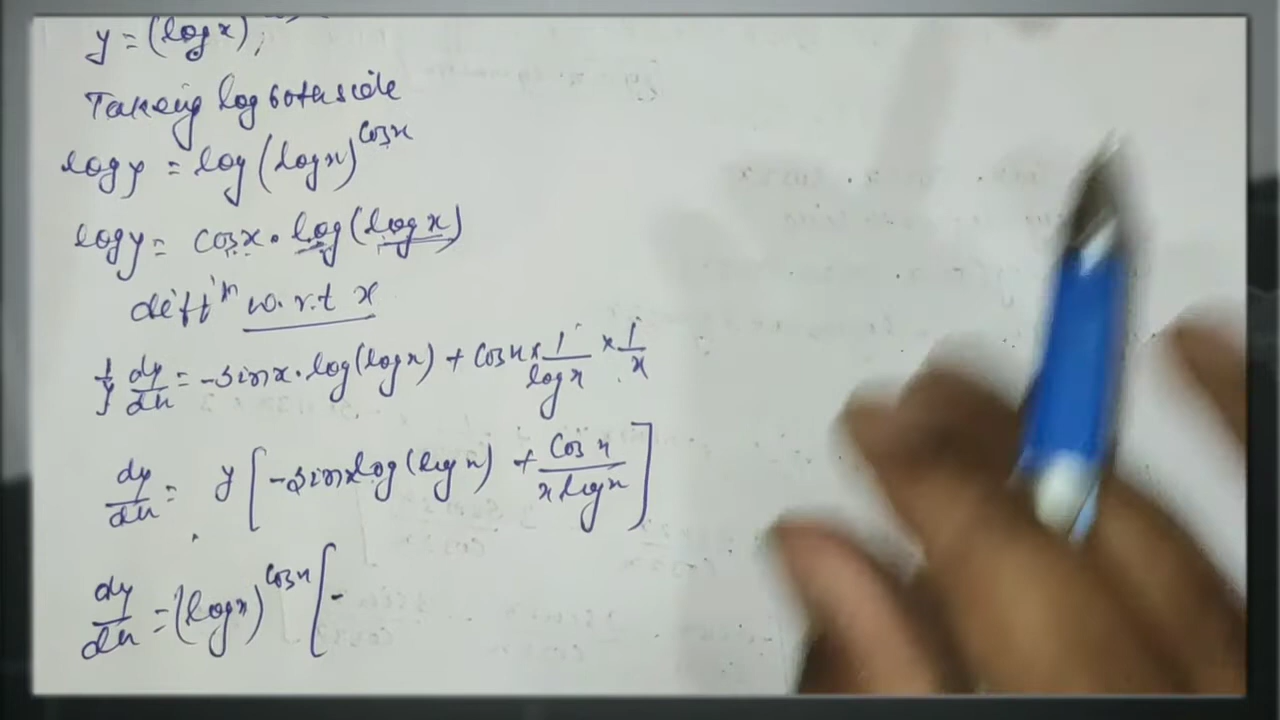 y = (log x)
Taking log both side
log y = log (log x)^cos x
log y = cos x · log (log x)
diffn w.r.t x
1/y dy/dx = - sin x · log (log x) + cos x × 1/log x × 1/x
dy/dx = y [ - sin x log (log x) + cos x/x log x ]
dy/dx = (log x)^cos x [ -